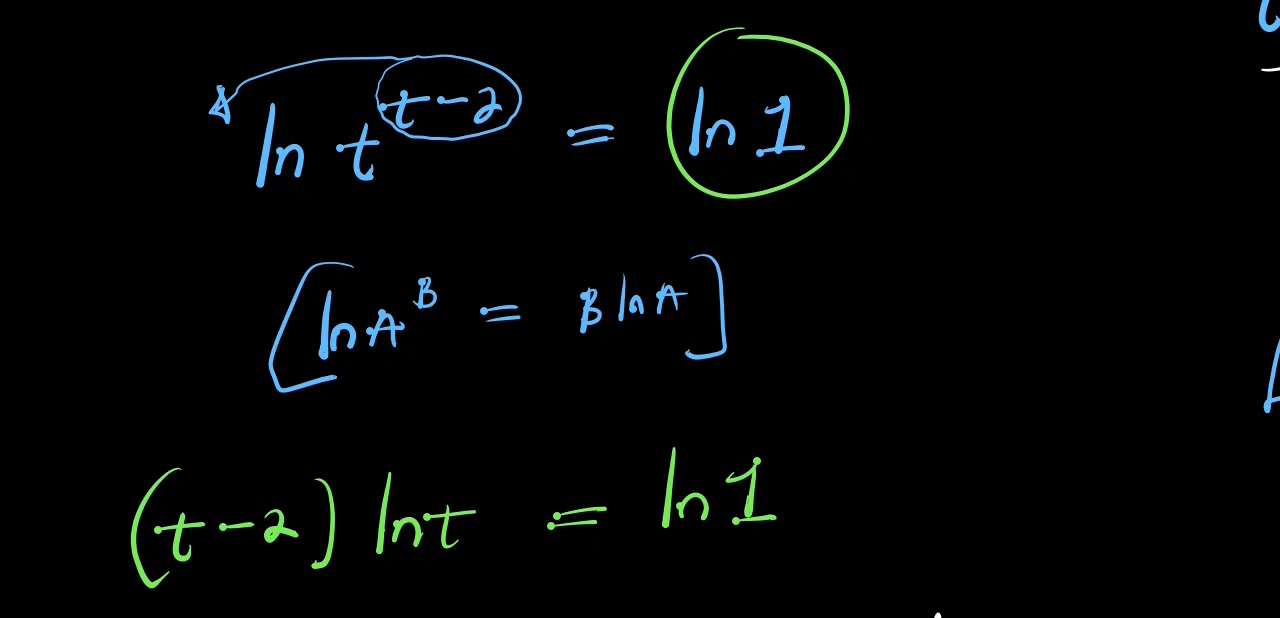 ln t^{t-2} = ln 1
[ln A^B = B ln A]
(t-2) ln t = ln 1